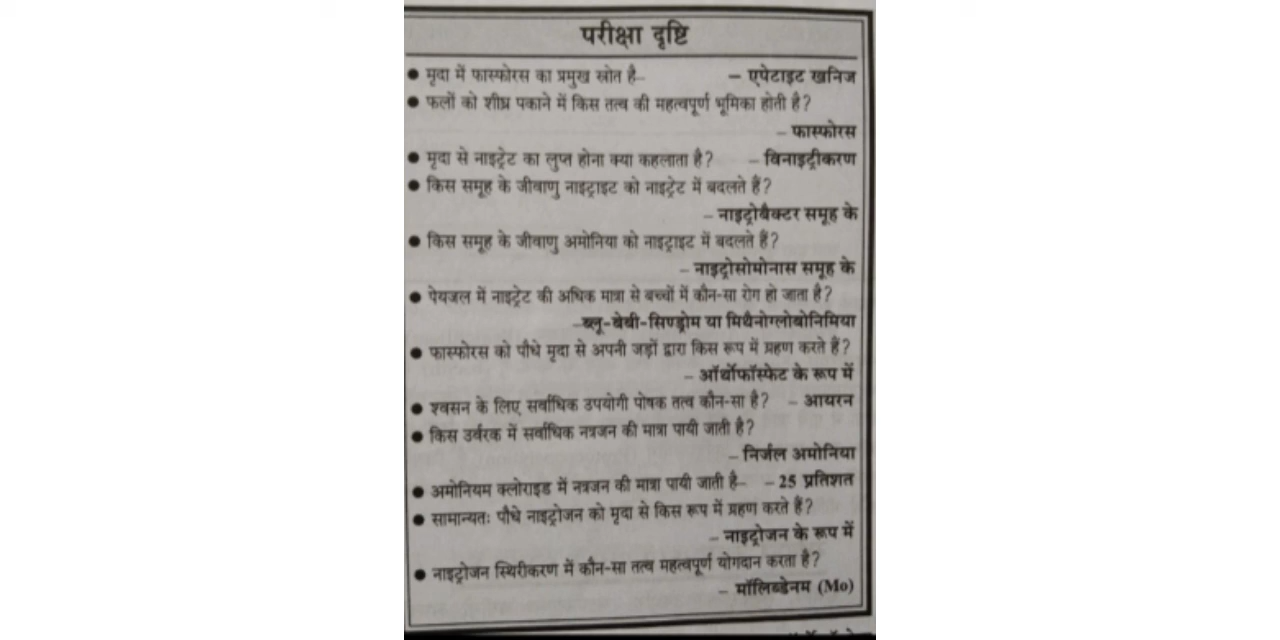 परीक्षा दृष्टि
● मृदा में फास्फोरस का प्रमुख स्रोत है– – एपेटाइट खनिज
● फलों को शीघ्र पकाने में किस तत्व की महत्वपूर्ण भूमिका होती है?
– फास्फोरस
● मृदा से नाइट्रेट का लुप्त होना क्या कहलाता है? – विनाइट्रीकरण
● किस समूह के जीवाणु नाइट्राइट को नाइट्रेट में बदलते हैं?
– नाइट्रोबैक्टर समूह के
● किस समूह के जीवाणु अमोनिया को नाइट्राइट में बदलते हैं?
– नाइट्रोसोमोनास समूह के
● पेयजल में नाइट्रेट की अधिक मात्रा से बच्चों में कौन-सा रोग हो जाता है?
–ब्लू-बेबी-सिण्ड्रोम या मिथैनोग्लोबोनिमिया
● फास्फोरस को पौधे मृदा से अपनी जड़ों द्वारा किस रूप में ग्रहण करते हैं?
– ऑर्थोफॉस्फेट के रूप में
● श्वसन के लिए सर्वाधिक उपयोगी पोषक तत्व कौन-सा है? – आयरन
● किस उर्वरक में सर्वाधिक नत्रजन की मात्रा पायी जाती है?
– निर्जल अमोनिया
● अमोनियम क्लोराइड में नत्रजन की मात्रा पायी जाती है– – 25 प्रतिशत
● सामान्यतः पौधे नाइट्रोजन को मृदा से किस रूप में ग्रहण करते हैं?
– नाइट्रोजन के रूप में
● नाइट्रोजन स्थिरीकरण में कौन-सा तत्व महत्वपूर्ण योगदान करता है?
– मॉलिब्डेनम (Mo)